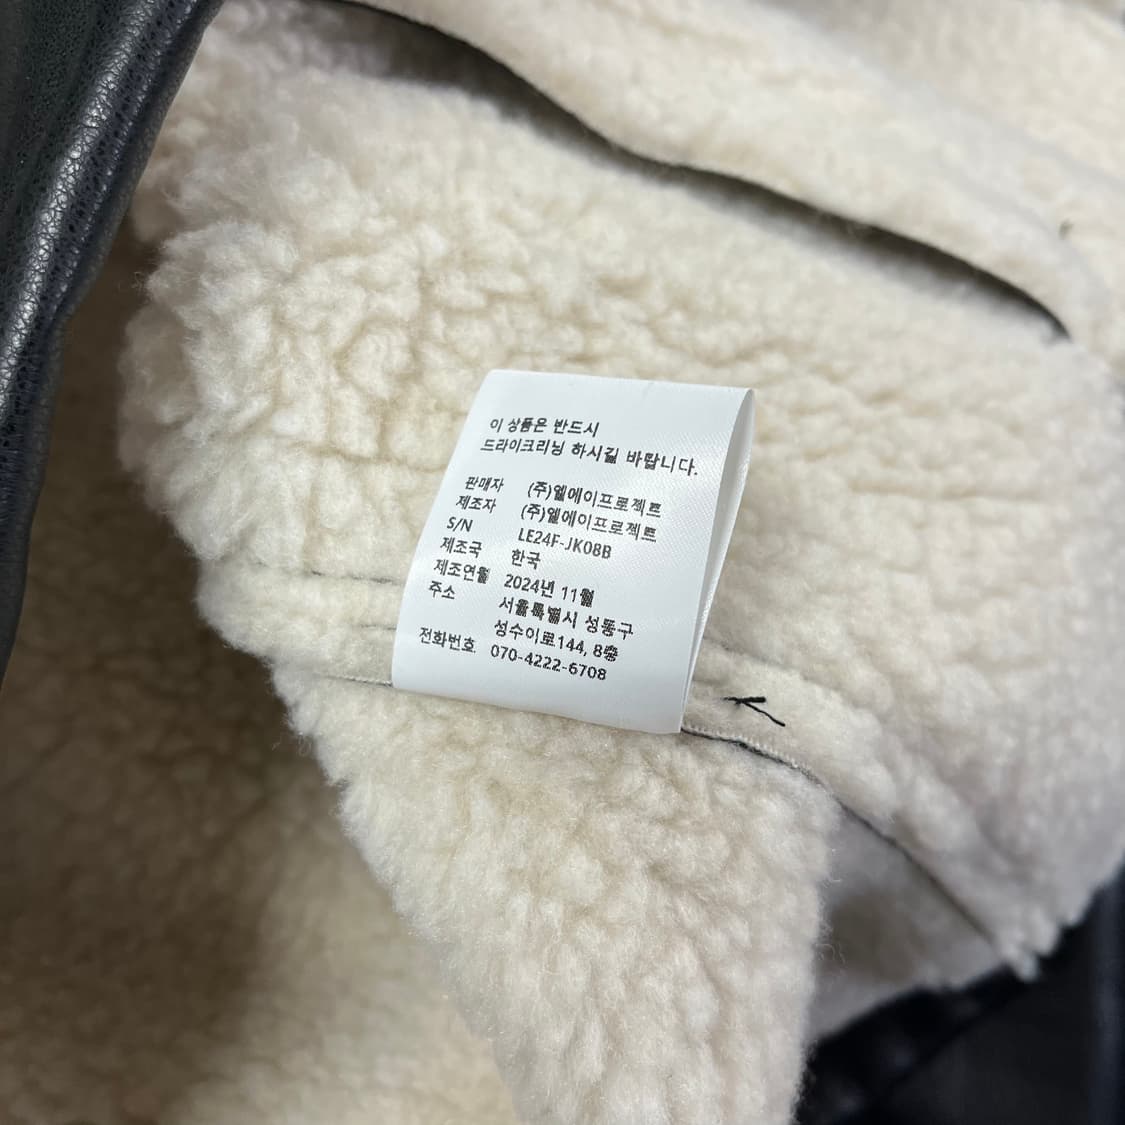 이 상품은 반드시
드라이크리닝 하시길 바랍니다.
판매자 (주)엘에이프로젝트
제조자 (주)엘에이프로젝트
S/N LE24F-JK08B
제조국 한국
제조연월 2024년 11월
주소 서울특별시 성동구
성수이로144, 8층
전화번호 070-4222-6708